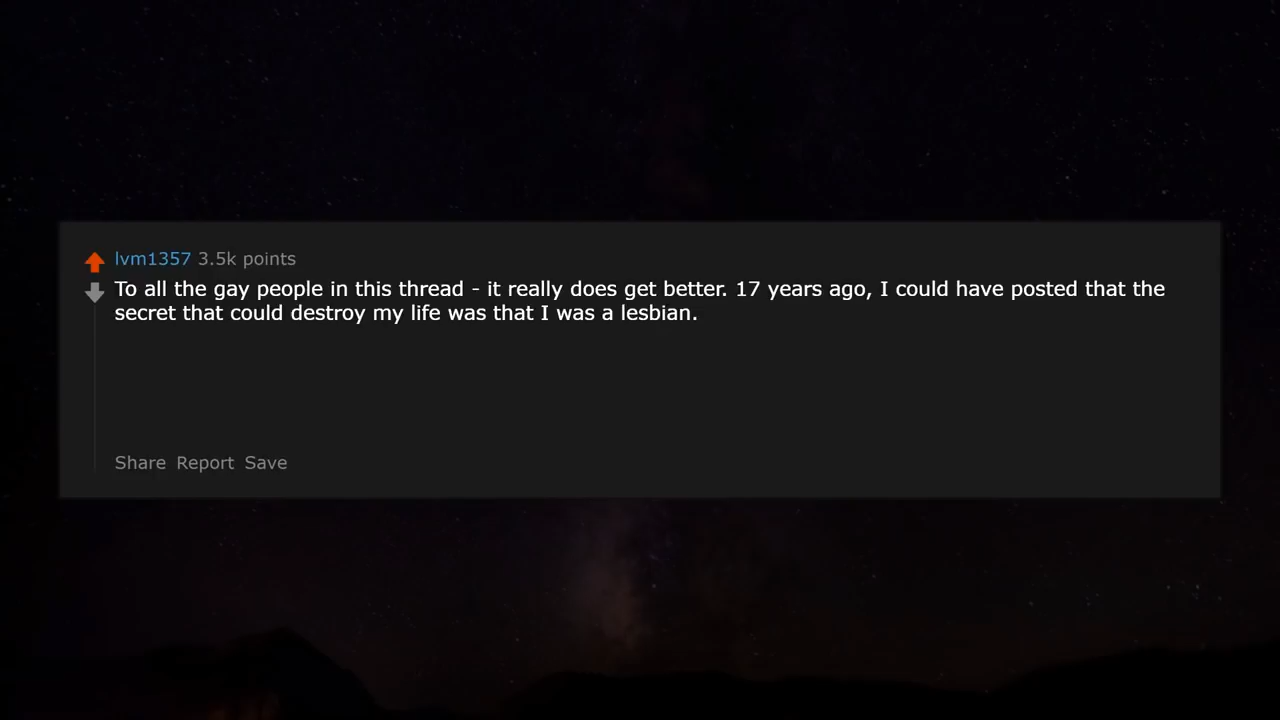 lvm1357 3.5k points
To all the gay people in this thread - it really does get better. 17 years ago, I could have posted that the
secret that could destroy my life was that I was a lesbian.
Share Report Save